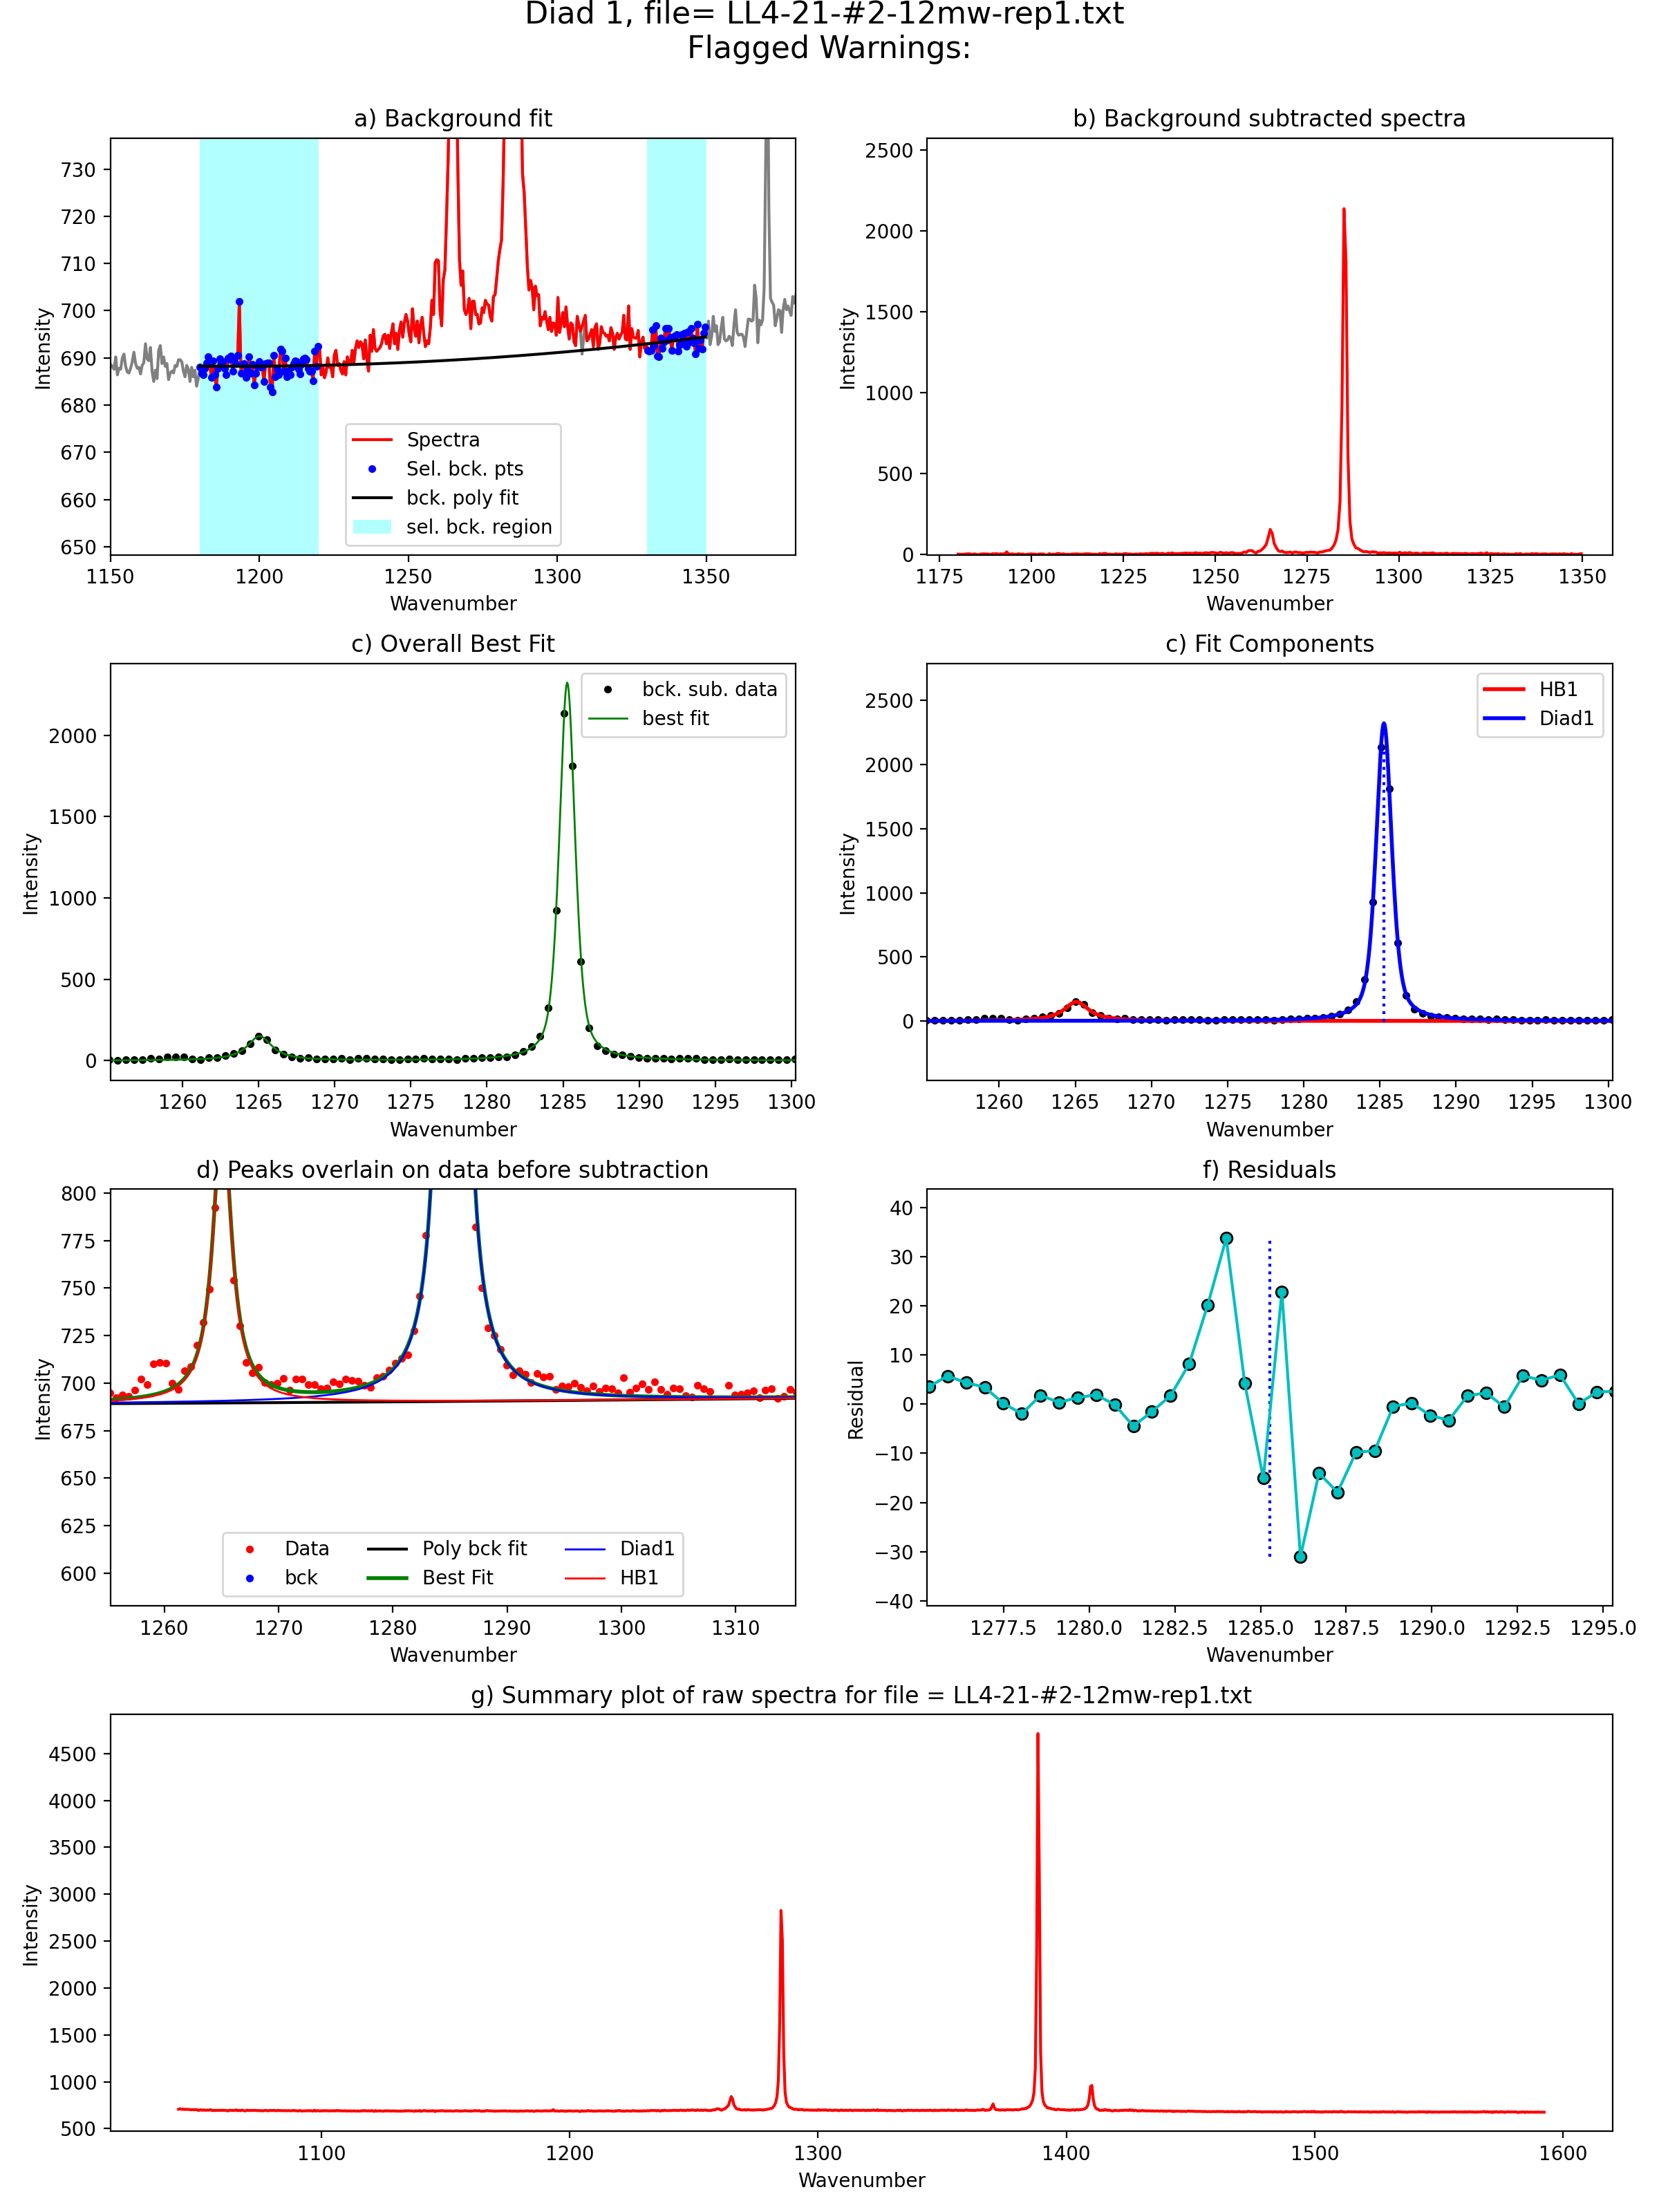 Diad 1, file= LL4-21-#2-12mw-rep1.txt
Flagged Warnings:
a) Background fit
Intensity
730
720
710
700
690
680
670
660
650
Spectra
Sel. bck. pts
bck. poly fit
sel. bck. region
1150 1200 1250 1300 1350
Wavenumber
b) Background subtracted spectra
Intensity
2500
2000
1500
1000
500
0
1175 1200 1225 1250 1275 1300 1325 1350
Wavenumber
c) Overall Best Fit
Intensity
2000
1500
1000
500
0
bck. sub. data
best fit
1260 1265 1270 1275 1280 1285 1290 1295 1300
Wavenumber
c) Fit Components
Intensity
2500
2000
1500
1000
500
0
HB1
Diad1
1260 1265 1270 1275 1280 1285 1290 1295 1300
Wavenumber
d) Peaks overlain on data before subtraction
Intensity
800
775
750
725
700
675
650
625
600
Data Poly bck fit Diad1
bck Best Fit HB1
1260 1270 1280 1290 1300 1310
Wavenumber
f) Residuals
Residual
40
30
20
10
0
−10
−20
−30
−40
1277.5 1280.0 1282.5 1285.0 1287.5 1290.0 1292.5 1295.0
Wavenumber
g) Summary plot of raw spectra for file = LL4-21-#2-12mw-rep1.txt
Intensity
4500
4000
3500
3000
2500
2000
1500
1000
500
1100 1200 1300 1400 1500 1600
Wavenumber